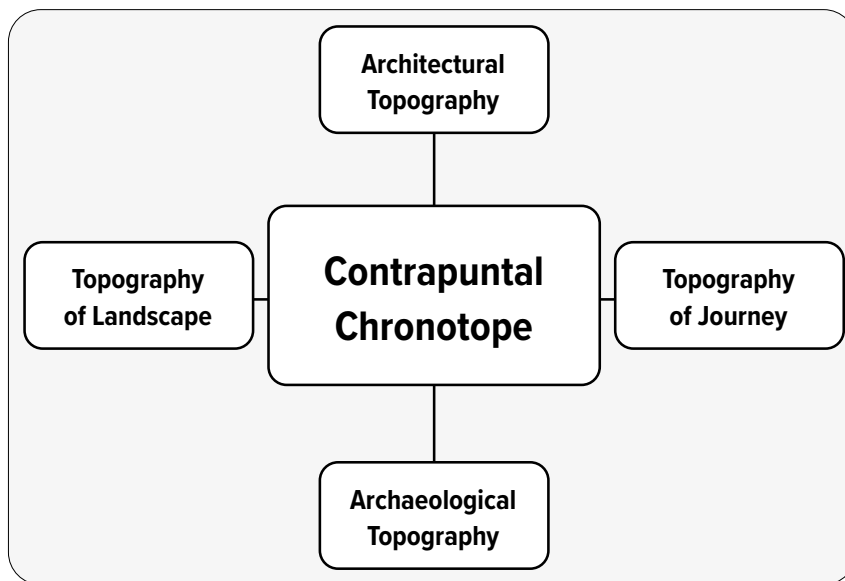 Architectural
Topography
Topography
of Landscape
Contrapuntal
Chronotope
Topography
of Journey
Archaeological
Topography